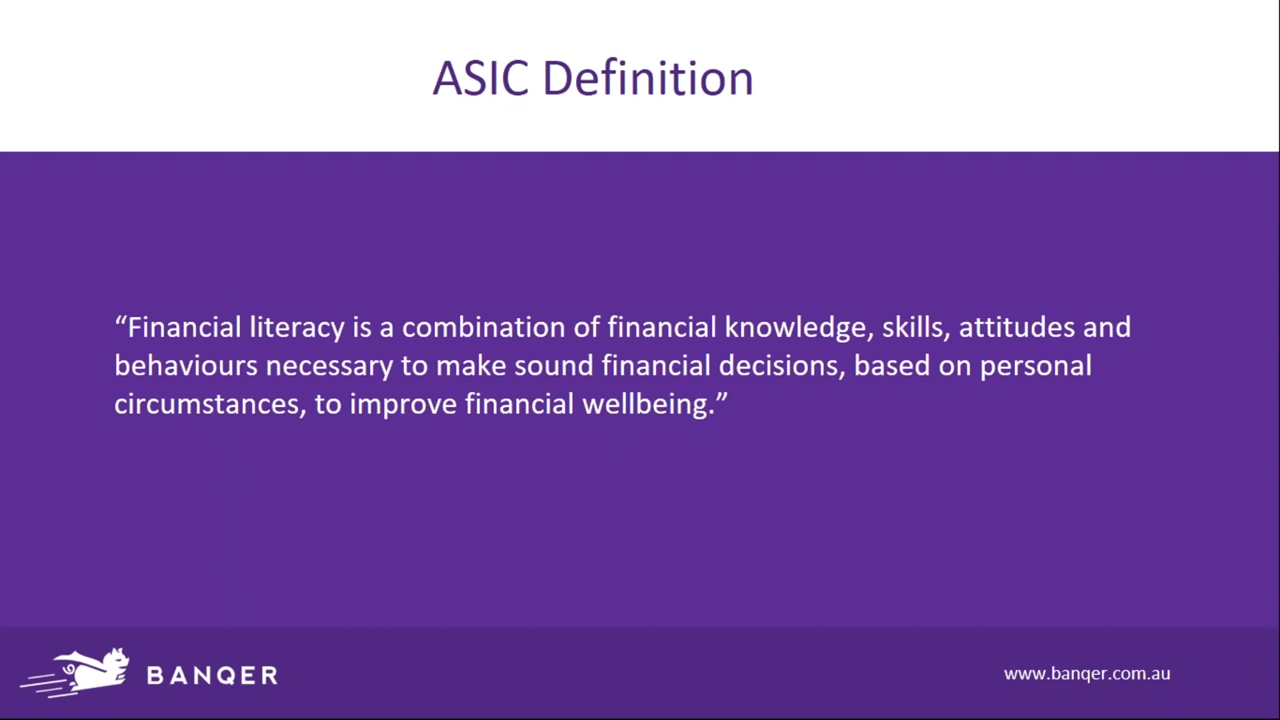 ASIC Definition
“Financial literacy is a combination of financial knowledge, skills, attitudes and
behaviours necessary to make sound financial decisions, based on personal
circumstances, to improve financial wellbeing.”
BANQER
www.banqer.com.au